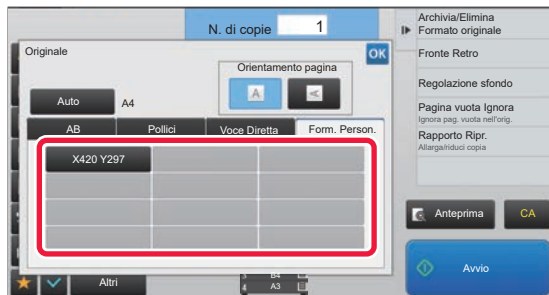 N. di copie 1
Originale
OK
Orientamento pagina
A A
Auto A4
AB Pollici Voce Diretta Form. Person.
X420 Y297
Altri
3 B4
4 A3
Archivia/Elimina
Formato originale
Fronte Retro
Regolazione sfondo
Pagina vuota Ignora
Ignora pag. vuota nell'orig.
Rapporto Ripr.
Allarga/riduci copia
Anteprima CA
Avvio